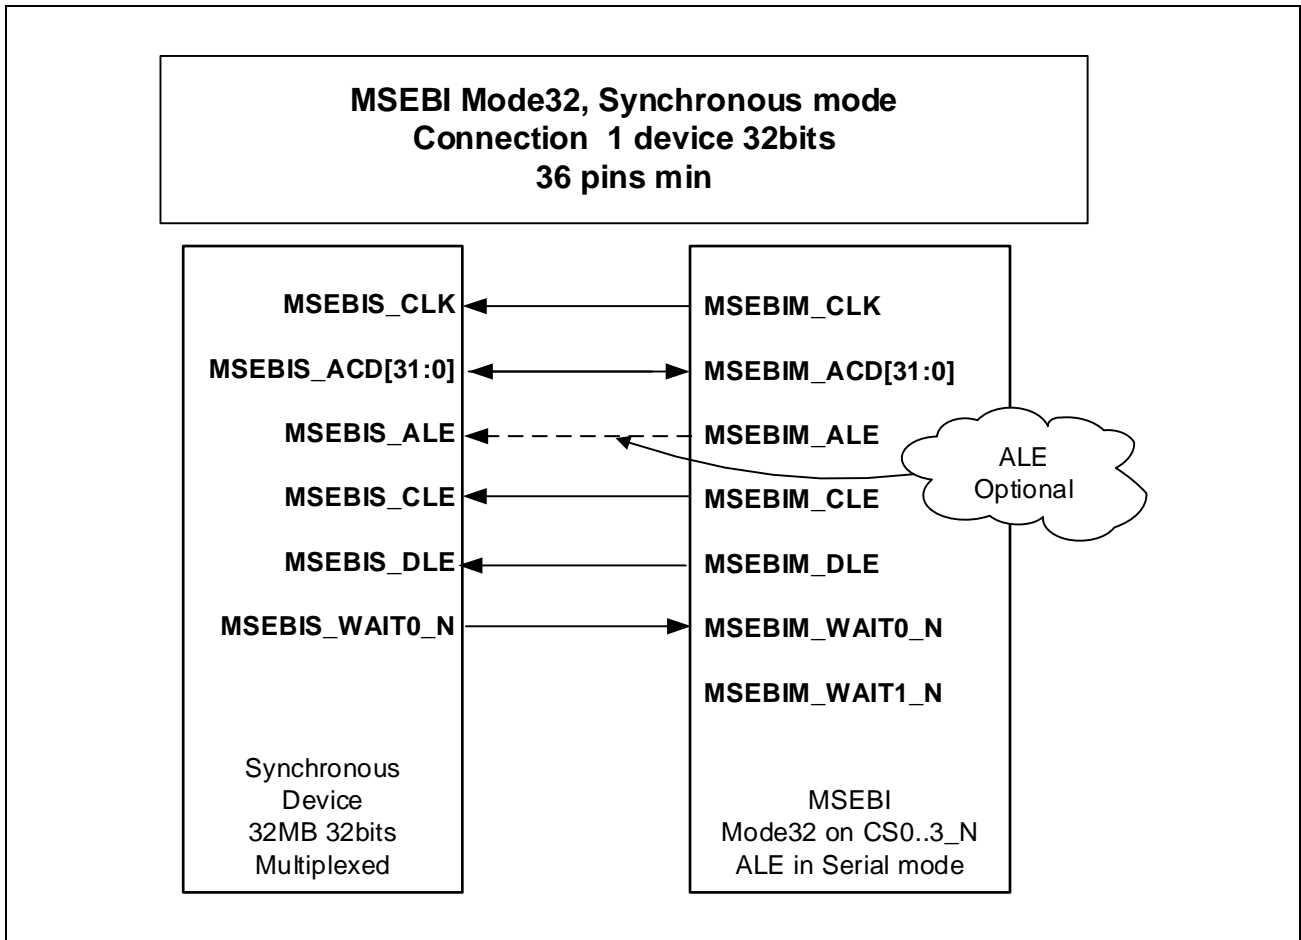 MSEBI Mode32, Synchronous mode
Connection 1 device 32bits
36 pins min
MSEBIS_CLK
MSEBIM_CLK
MSEBIS_ACD[31:0]
MSEBIM_ACD[31:0]
MSEBIS_ALE
MSEBIM_ALE
ALE
Optional
MSEBIS_CLE
MSEBIM_CLE
MSEBIS_DLE
MSEBIM_DLE
MSEBIS_WAIT0_N
MSEBIM_WAIT0_N
MSEBIM_WAIT1_N
Synchronous
Device
32MB 32bits
Multiplexed
MSEBI
Mode32 on CS0..3_N
ALE in Serial mode